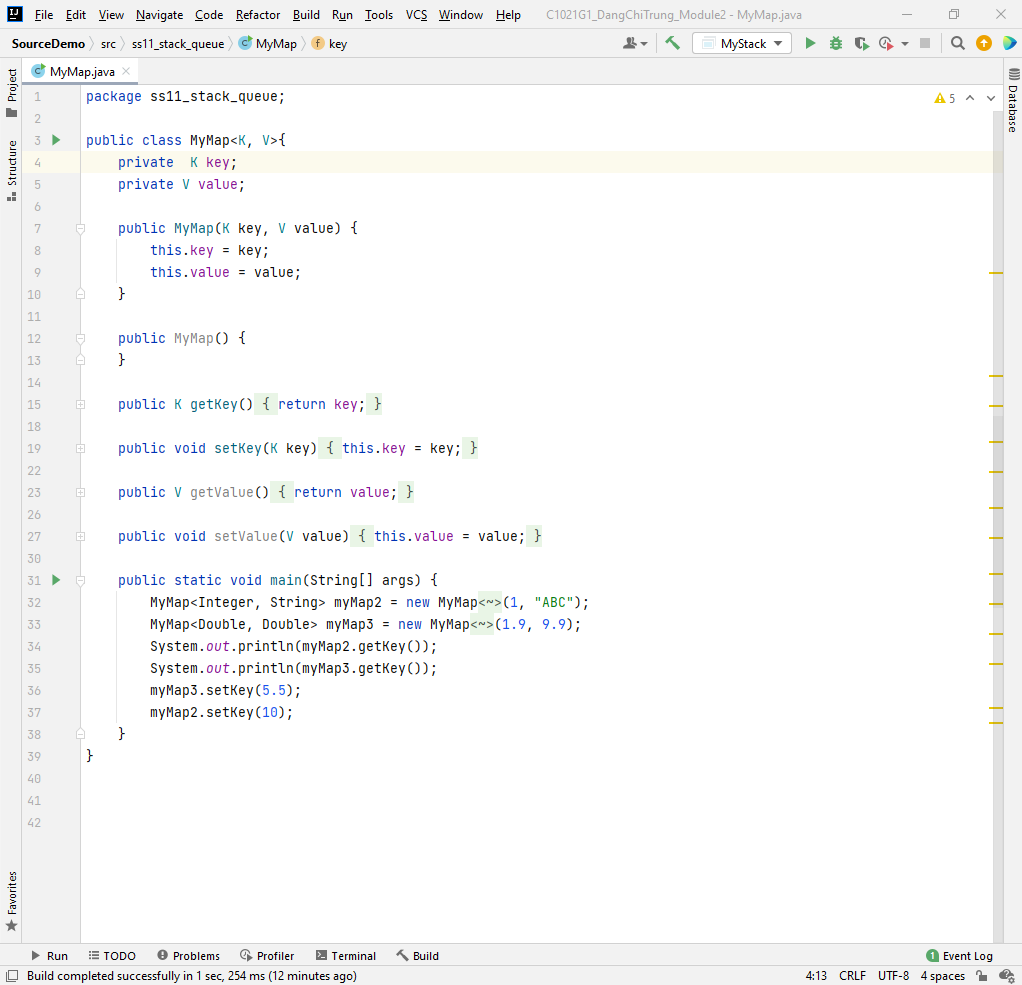 File Edit View Navigate Code Refactor Build Run Tools VCS Window Help C1021G1_DangChiTrung_Module2 - MyMap.java
SourceDemo src ss11_stack_queue MyMap key MyStack
MyMap.java
Project
Structure
Favorites
Database
5
1 package ss11_stack_queue;
2
3 public class MyMap<K, V>{
4 private  K key;
5 private V value;
6
7 public MyMap(K key, V value) {
8 this.key = key;
9 this.value = value;
10 }
11
12 public MyMap() {
13 }
14
15 public K getKey() { return key; }
18
19 public void setKey(K key) { this.key = key; }
22
23 public V getValue() { return value; }
26
27 public void setValue(V value) { this.value = value; }
30
31 public static void main(String[] args) {
32 MyMap<Integer, String> myMap2 = new MyMap<~>(1, "ABC");
33 MyMap<Double, Double> myMap3 = new MyMap<~>(1.9, 9.9);
34 System.out.println(myMap2.getKey());
35 System.out.println(myMap3.getKey());
36 myMap3.setKey(5.5);
37 myMap2.setKey(10);
38 }
39 }
40
41
42
Run TODO Problems Profiler Terminal Build 1 Event Log
Build completed successfully in 1 sec, 254 ms (12 minutes ago) 4:13 CRLF UTF-8 4 spaces